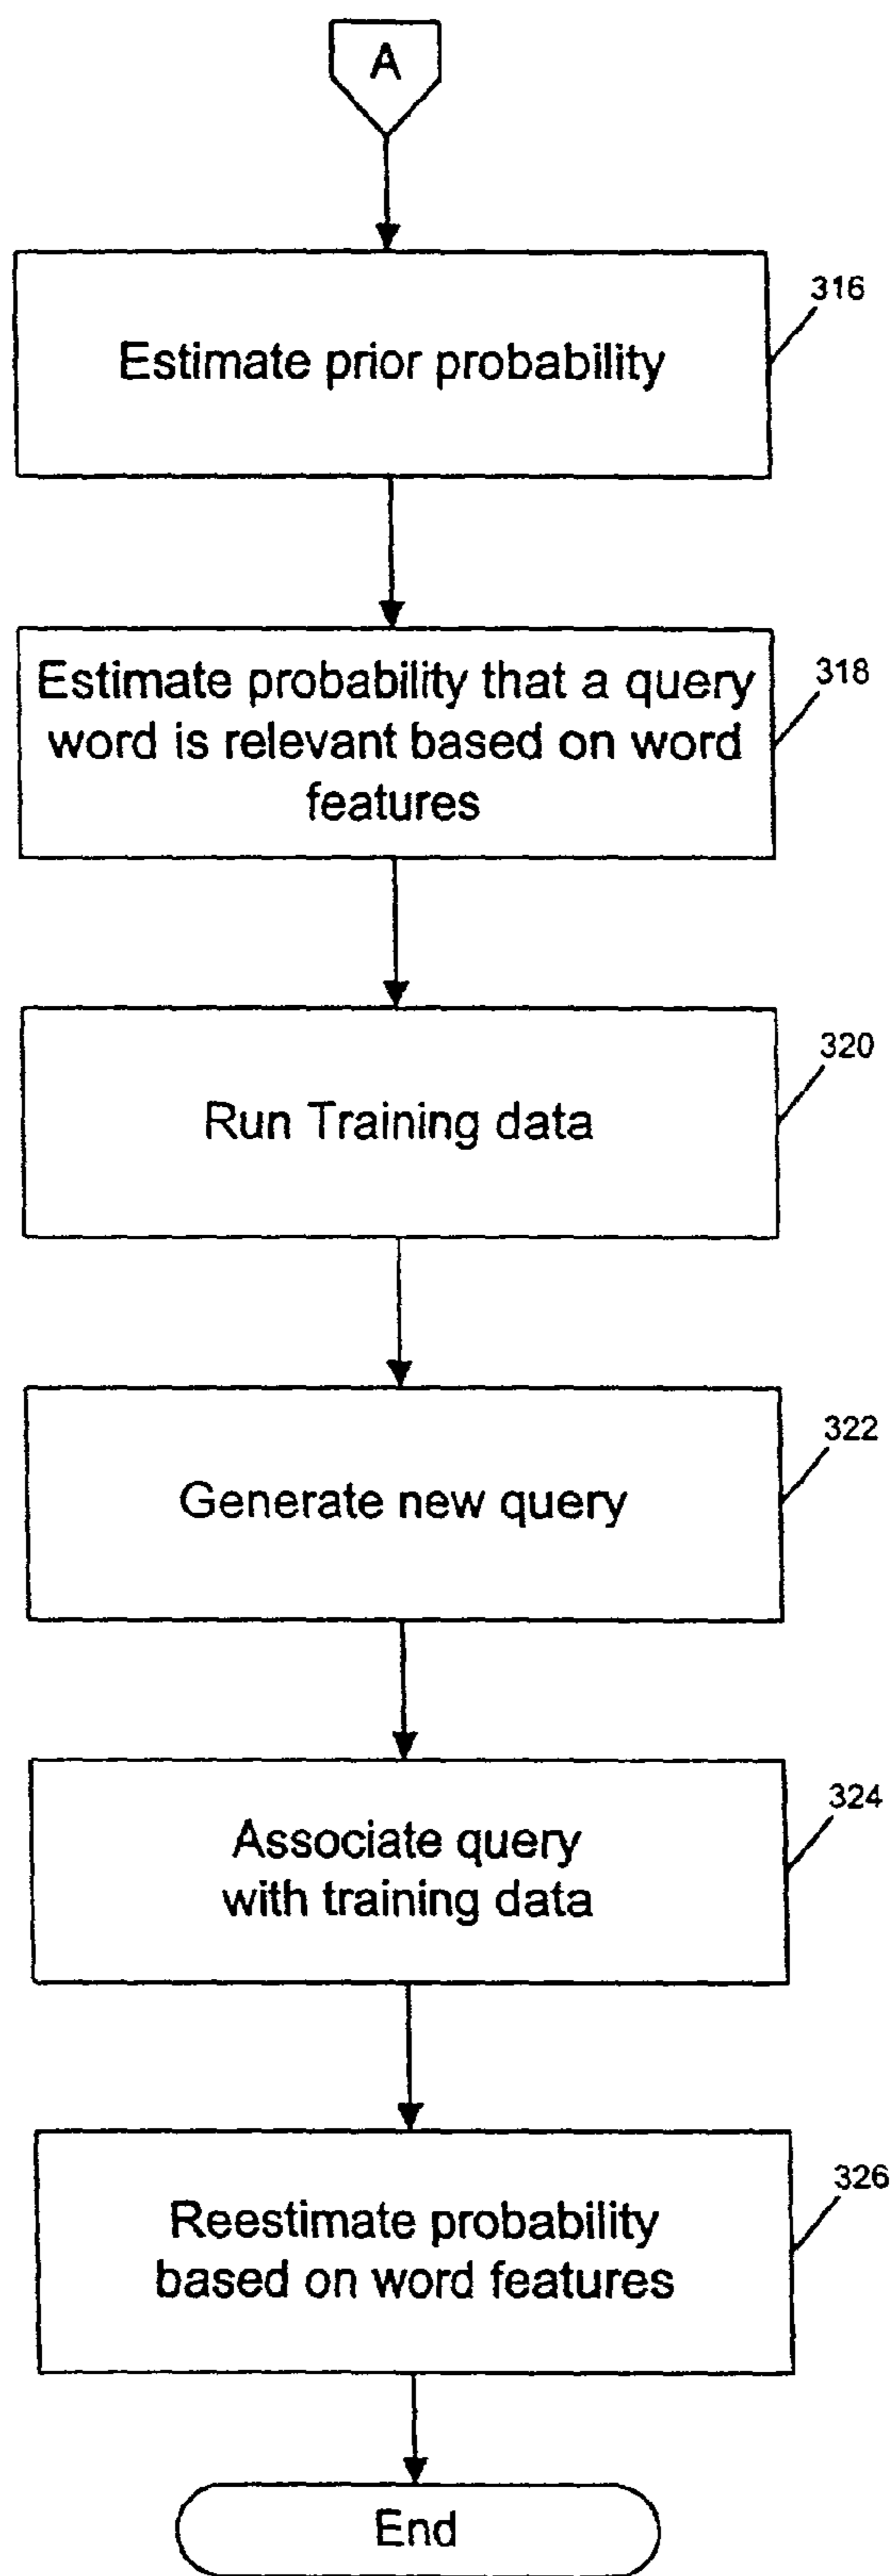 A
316
Estimate prior probability
318
Estimate probability that a query
word is relevant based on word
features
320
Run Training data
322
Generate new query
324
Associate query
with training data
326
Reestimate probability
based on word features
End